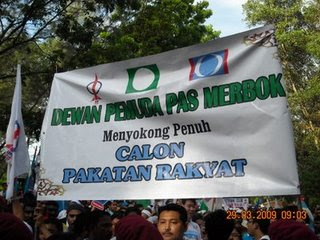 DEWAN PEMUDA PAS MERBOK
Menyokong Penuh
CALON
PAKATAN RAKYAT
29.03.2009 09:03